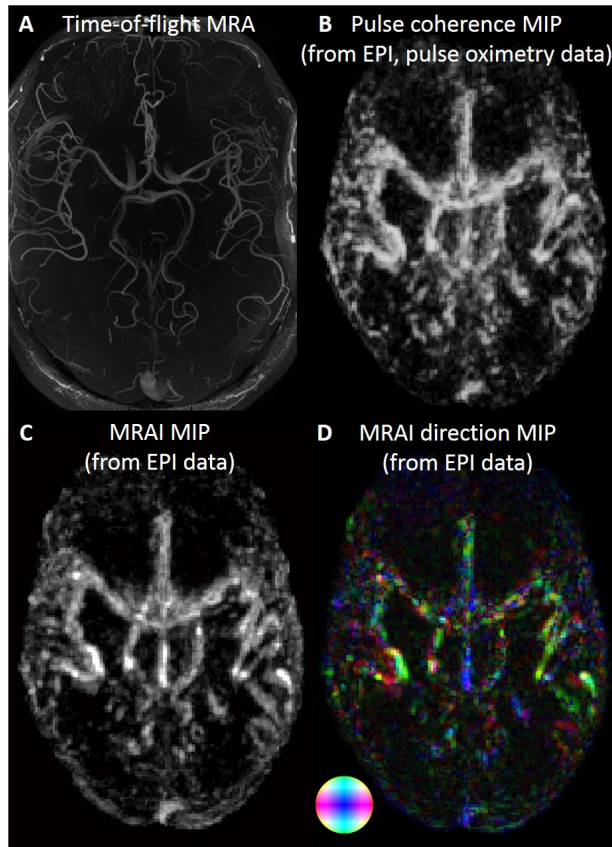 A Time-of-flight MRA
B Pulse coherence MIP
(from EPI, pulse oximetry data)
C MRAI MIP
(from EPI data)
D MRAI direction MIP
(from EPI data)